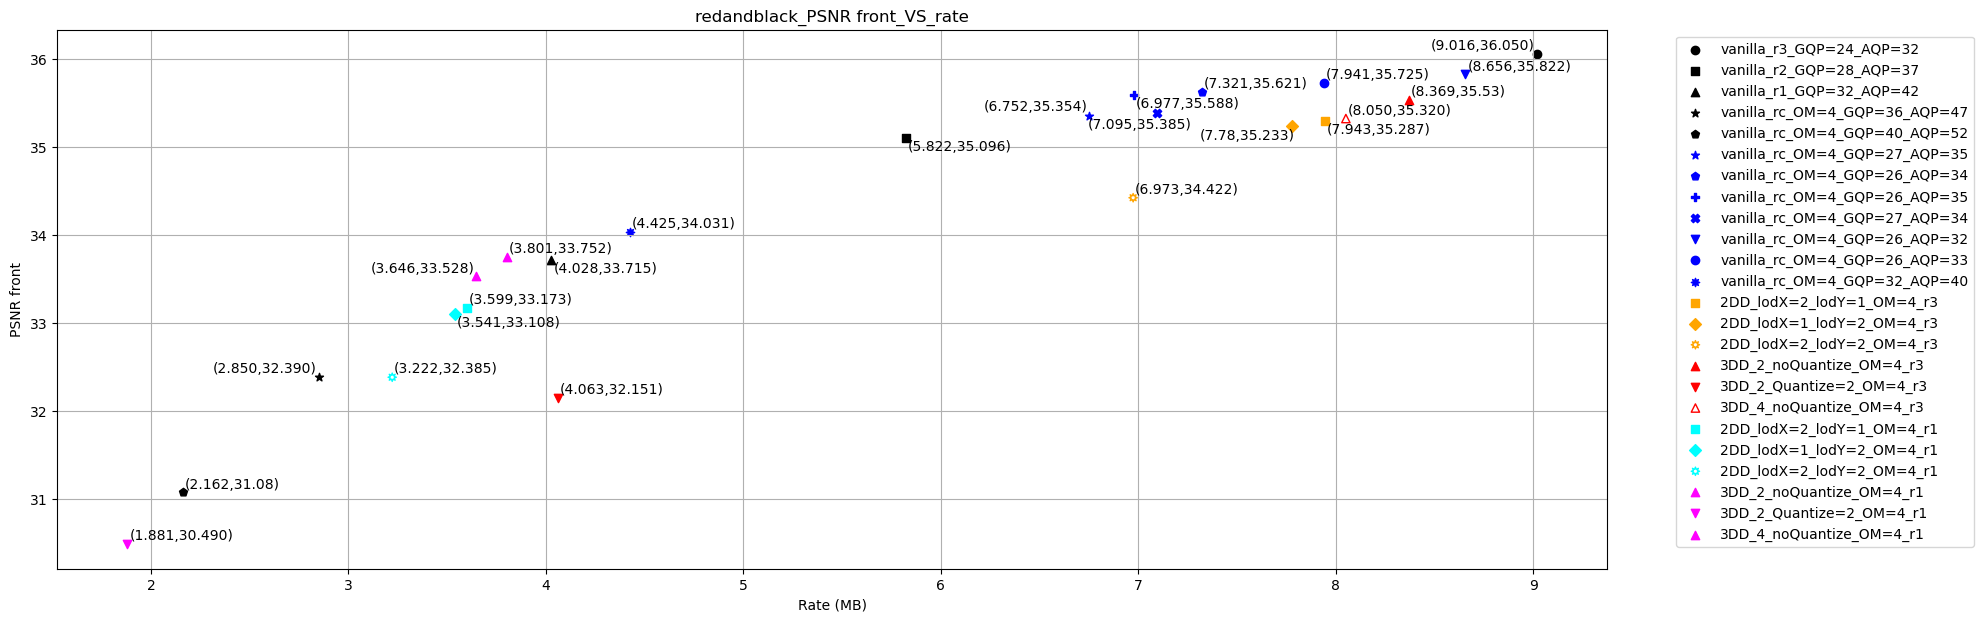 redandblack_PSNR front_VS_rate
PSNR front
36
35
34
33
32
31
(9.016,36.050)
(8.656,35.822)
(7.941,35.725)
(7.321,35.621)
(8.369,35.53)
(6.977,35.588)
(6.752,35.354)
(8.050,35.320)
(7.095,35.385)
(7.943,35.287)
(7.78,35.233)
(5.822,35.096)
(6.973,34.422)
(4.425,34.031)
(3.801,33.752)
(4.028,33.715)
(3.646,33.528)
(3.599,33.173)
(3.541,33.108)
(2.850,32.390)
(3.222,32.385)
(4.063,32.151)
(2.162,31.08)
(1.881,30.490)
2 3 4 5 6 7 8 9
Rate (MB)
vanilla_r3_GQP=24_AQP=32
vanilla_r2_GQP=28_AQP=37
vanilla_r1_GQP=32_AQP=42
vanilla_rc_OM=4_GQP=36_AQP=47
vanilla_rc_OM=4_GQP=40_AQP=52
vanilla_rc_OM=4_GQP=27_AQP=35
vanilla_rc_OM=4_GQP=26_AQP=34
vanilla_rc_OM=4_GQP=26_AQP=35
vanilla_rc_OM=4_GQP=27_AQP=34
vanilla_rc_OM=4_GQP=26_AQP=32
vanilla_rc_OM=4_GQP=26_AQP=33
vanilla_rc_OM=4_GQP=32_AQP=40
2DD_lodX=2_lodY=1_OM=4_r3
2DD_lodX=1_lodY=2_OM=4_r3
2DD_lodX=2_lodY=2_OM=4_r3
3DD_2_noQuantize_OM=4_r3
3DD_2_Quantize=2_OM=4_r3
3DD_4_noQuantize_OM=4_r3
2DD_lodX=2_lodY=1_OM=4_r1
2DD_lodX=1_lodY=2_OM=4_r1
2DD_lodX=2_lodY=2_OM=4_r1
3DD_2_noQuantize_OM=4_r1
3DD_2_Quantize=2_OM=4_r1
3DD_4_noQuantize_OM=4_r1